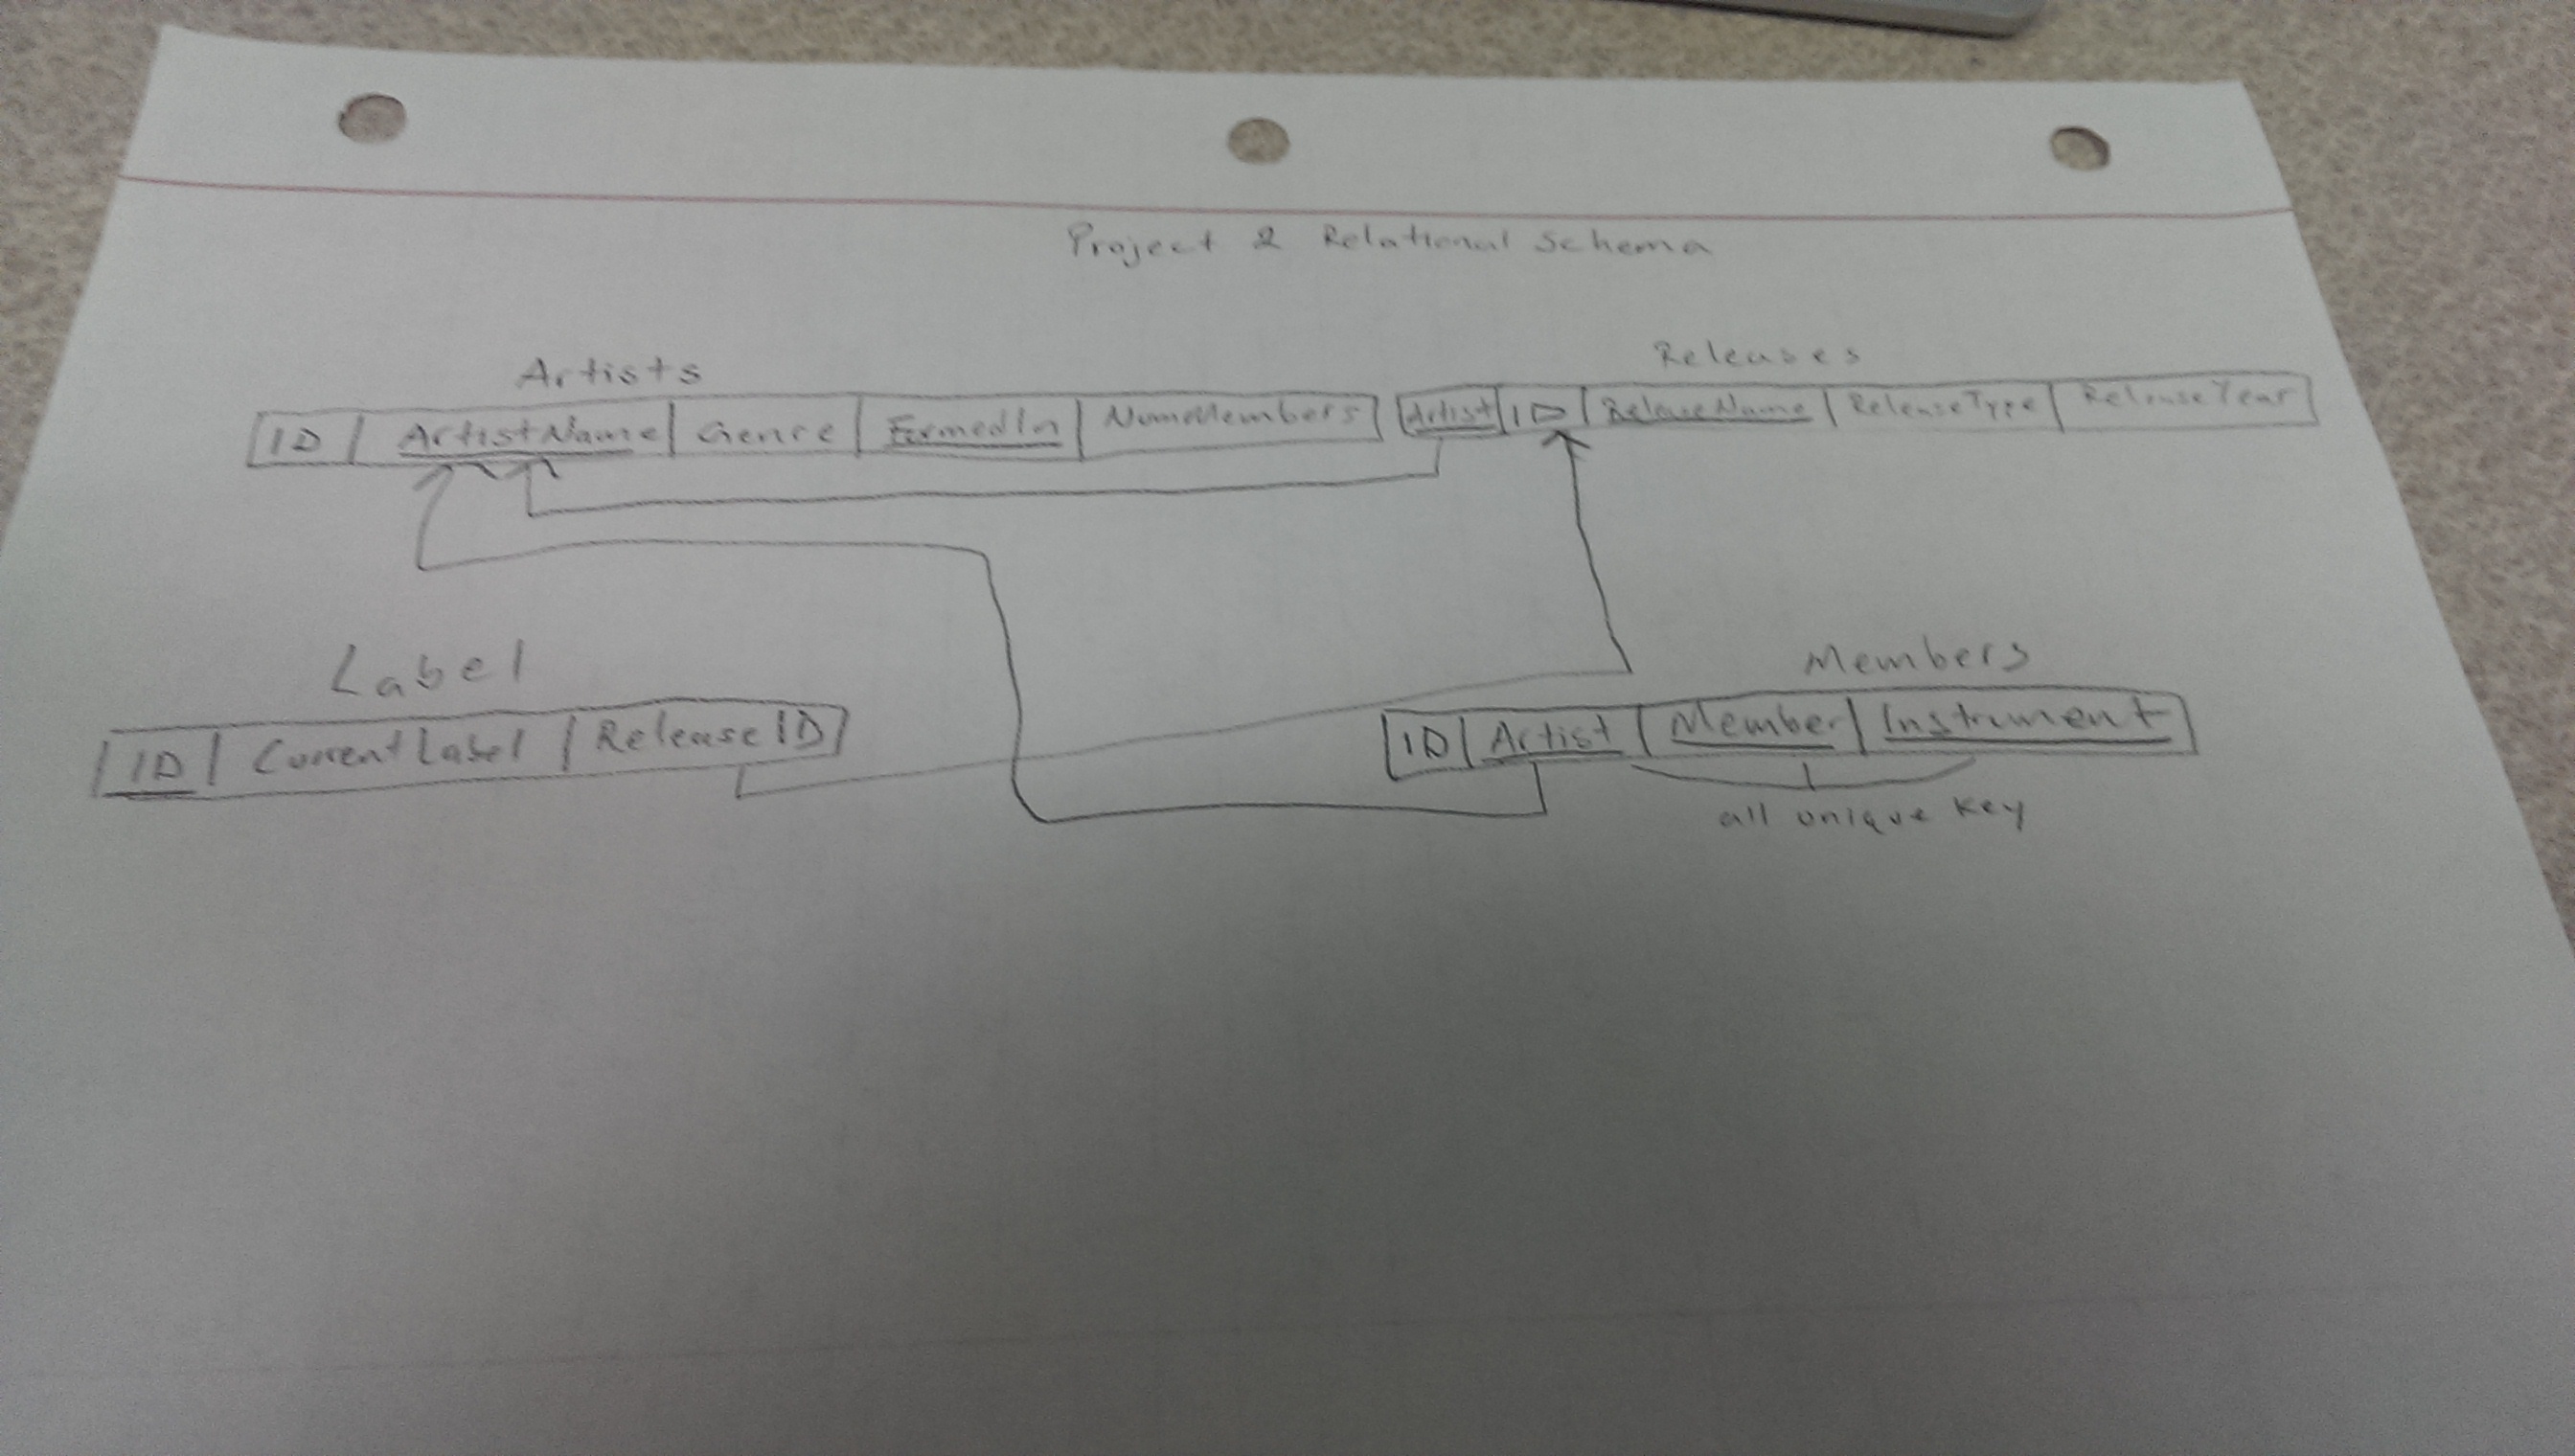 Project 2 Relational Schema
Artists
ID ArtistName Genre FormedIn NumMembers
Releases
Artist ID ReleaseName ReleaseType ReleaseYear
Label
ID CurrentLabel ReleaseID
Members
ID Artist Member Instrument
all unique key